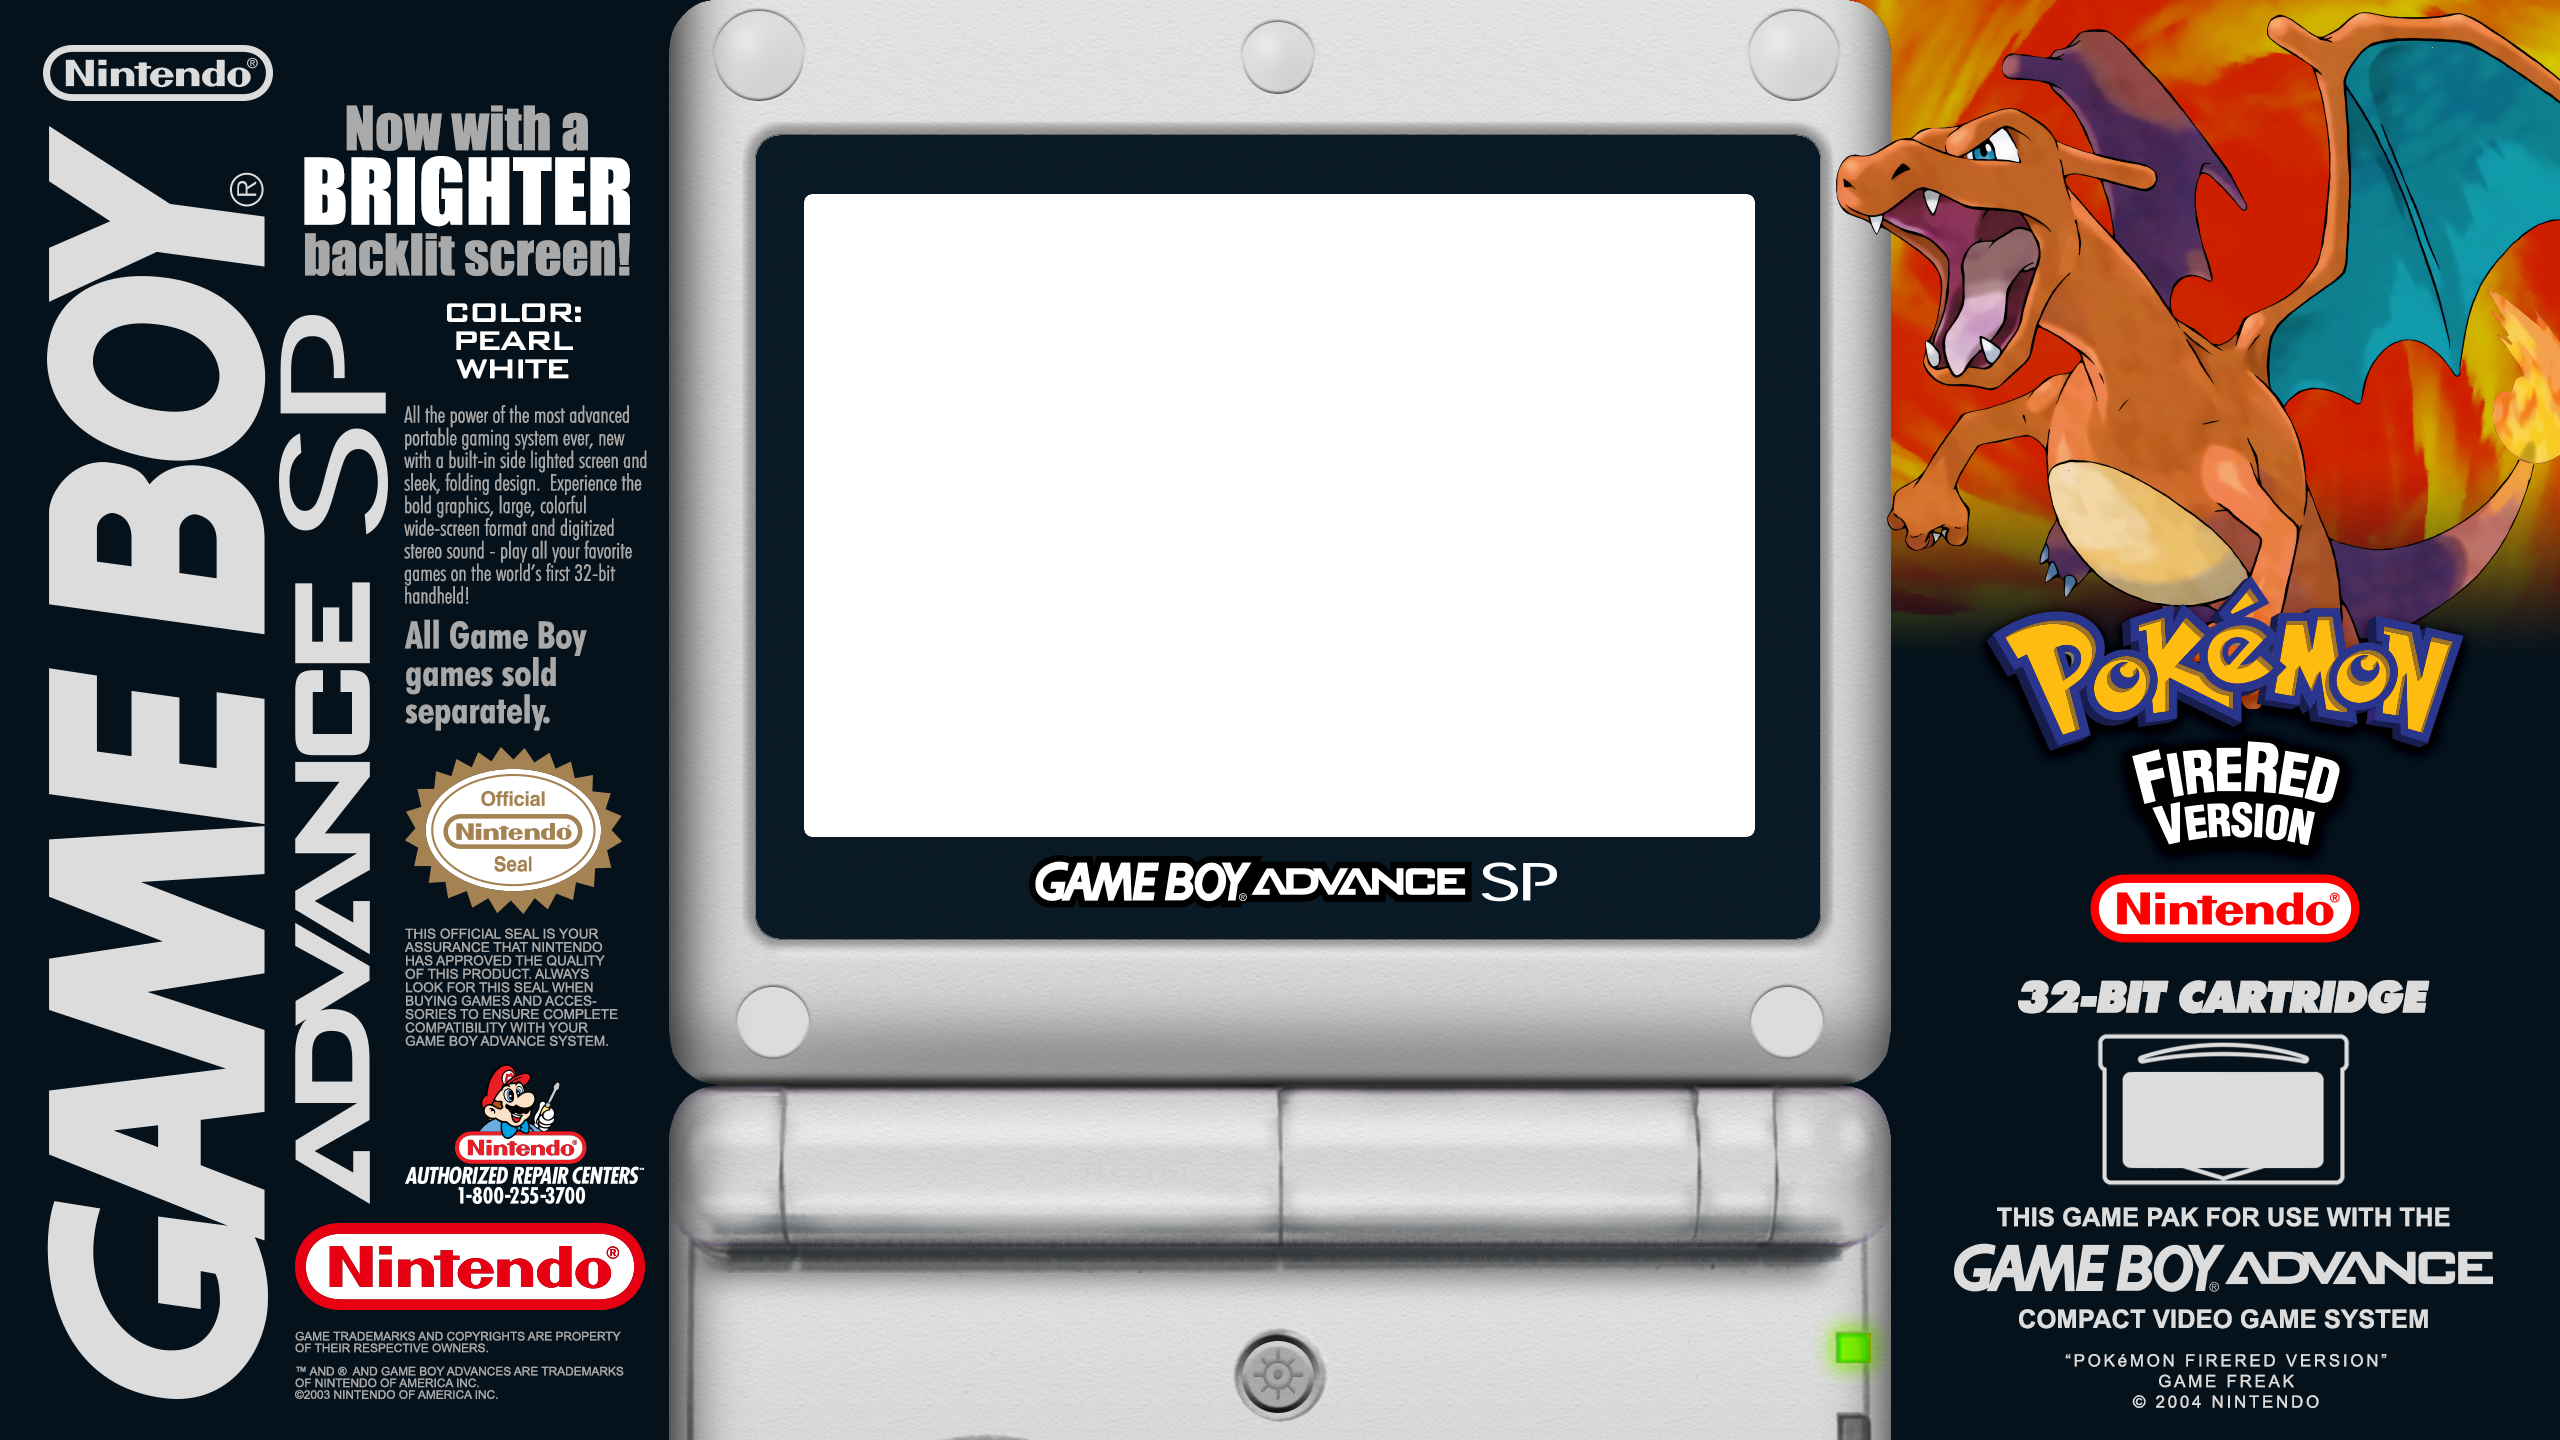 Nintendo®
GAME BOY®
ADVANCE SP
Now with a
BRIGHTER
backlit screen!
COLOR:
PEARL
WHITE
All the power of the most advanced
portable gaming system ever, new
with a built-in side lighted screen and
sleek, folding design. Experience the
bold graphics, large, colorful
wide-screen format and digitized
stereo sound - play all your favorite
games on the world's first 32-bit
handheld!
All Game Boy
games sold
separately.
Official
Nintendo
Seal
THIS OFFICIAL SEAL IS YOUR
ASSURANCE THAT NINTENDO
HAS APPROVED THE QUALITY
OF THIS PRODUCT. ALWAYS
LOOK FOR THIS SEAL WHEN
BUYING GAMES AND ACCES-
SORIES TO ENSURE COMPLETE
COMPATIBILITY WITH YOUR
GAME BOY ADVANCE SYSTEM.
M
Nintendo®
AUTHORIZED REPAIR CENTERS℠
1-800-255-3700
Nintendo®
GAME TRADEMARKS AND COPYRIGHTS ARE PROPERTY
OF THEIR RESPECTIVE OWNERS.
™ AND ® AND GAME BOY ADVANCES ARE TRADEMARKS
OF NINTENDO OF AMERICA INC.
©2003 NINTENDO OF AMERICA INC.
GAME BOY® ADVANCE SP
POKéMON
FIRERED
VERSION
Nintendo®
32-BIT CARTRIDGE
THIS GAME PAK FOR USE WITH THE
GAME BOY® ADVANCE
COMPACT VIDEO GAME SYSTEM
“POKéMON FIRERED VERSION”
GAME FREAK
© 2004 NINTENDO